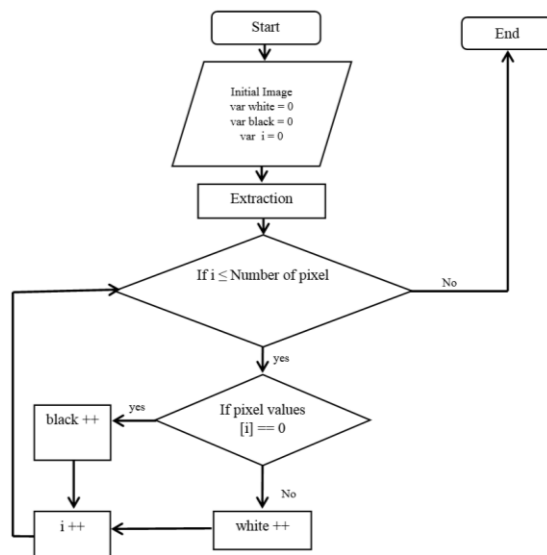 Start
End
Initial Image
var white = 0
var black = 0
var i = 0
Extraction
If i ≤ Number of pixel
No
yes
If pixel values
[i] == 0
yes
black ++
No
white ++
i ++